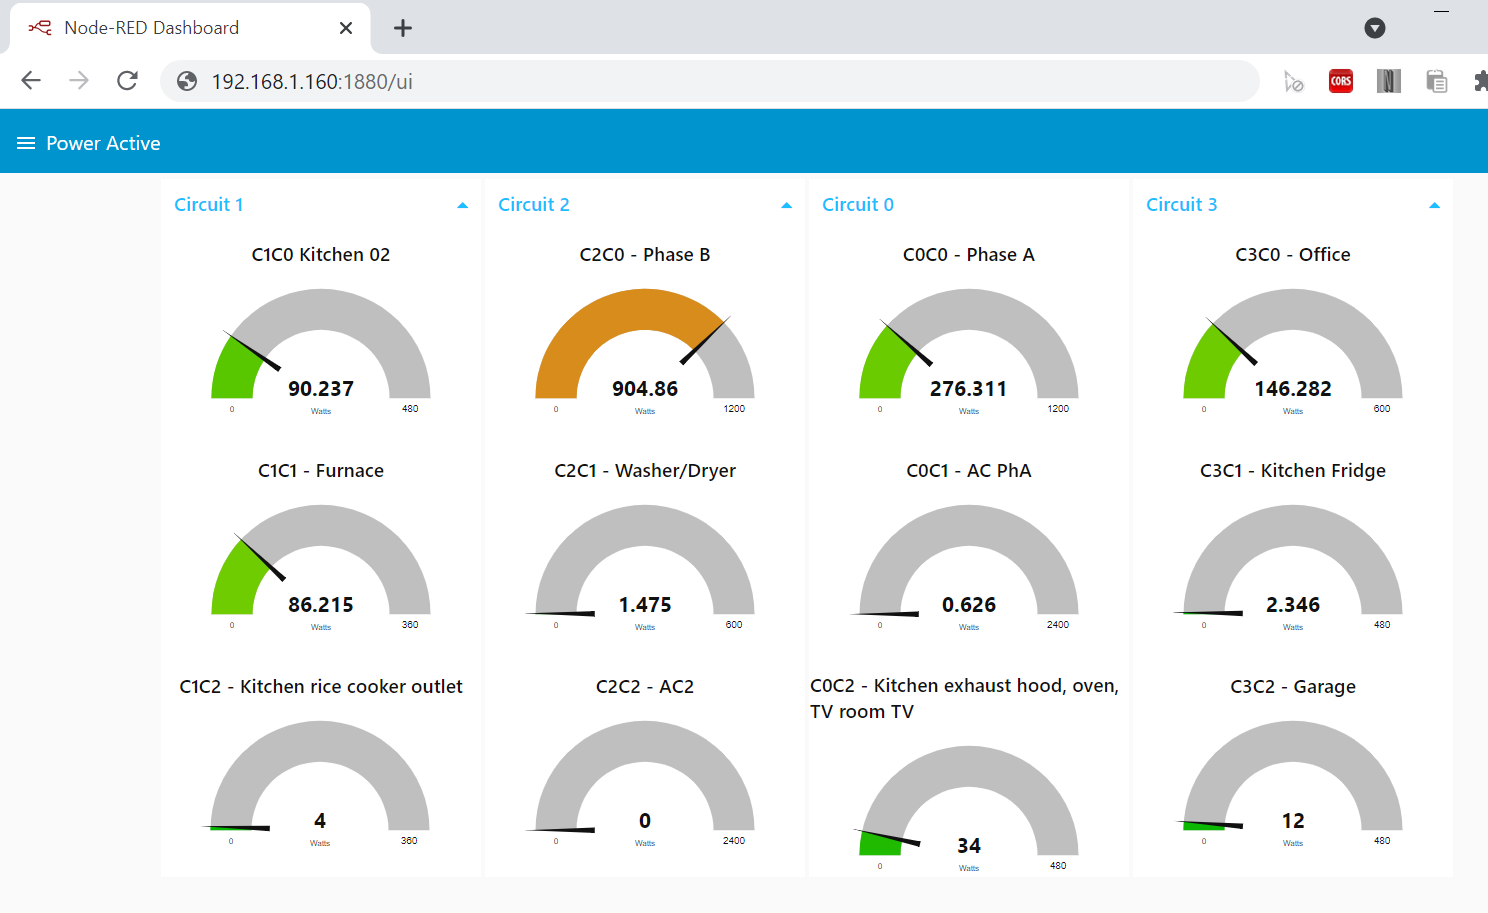 Node-RED Dashboard
192.168.1.160:1880/ui
CORS
N
Power Active
Circuit 1
C1C0 Kitchen 02
90.237
Watts
0
480
C1C1 - Furnace
86.215
Watts
0
360
C1C2 - Kitchen rice cooker outlet
4
Watts
0
360
Circuit 2
C2C0 - Phase B
904.86
Watts
0
1200
C2C1 - Washer/Dryer
1.475
Watts
0
600
C2C2 - AC2
0
Watts
0
2400
Circuit 0
C0C0 - Phase A
276.311
Watts
0
1200
C0C1 - AC PhA
0.626
Watts
0
2400
C0C2 - Kitchen exhaust hood, oven,
TV room TV
34
Watts
0
480
Circuit 3
C3C0 - Office
146.282
Watts
0
600
C3C1 - Kitchen Fridge
2.346
Watts
0
480
C3C2 - Garage
12
Watts
0
480